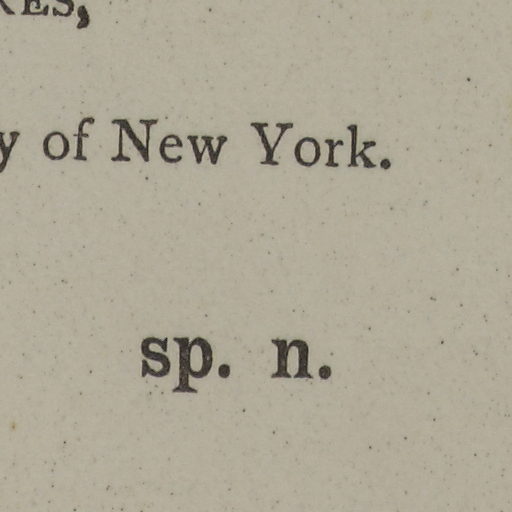 of New York.
sp. n.